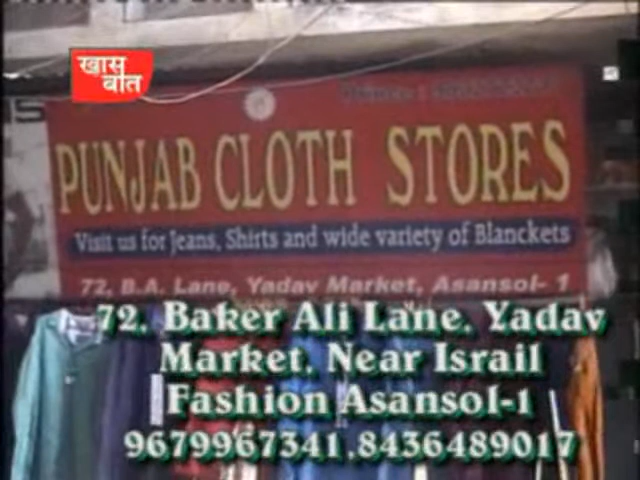 खास
बात
PUNJAB CLOTH STORES
Visit us for Jeans, Shirts and wide variety of Blanckets
72, B.A. Lane, Yadav Market, Asansol- 1
72, Baker Ali Lane, Yadav
Market, Near Israil
Fashion Asansol-1
9679967341,8436489017